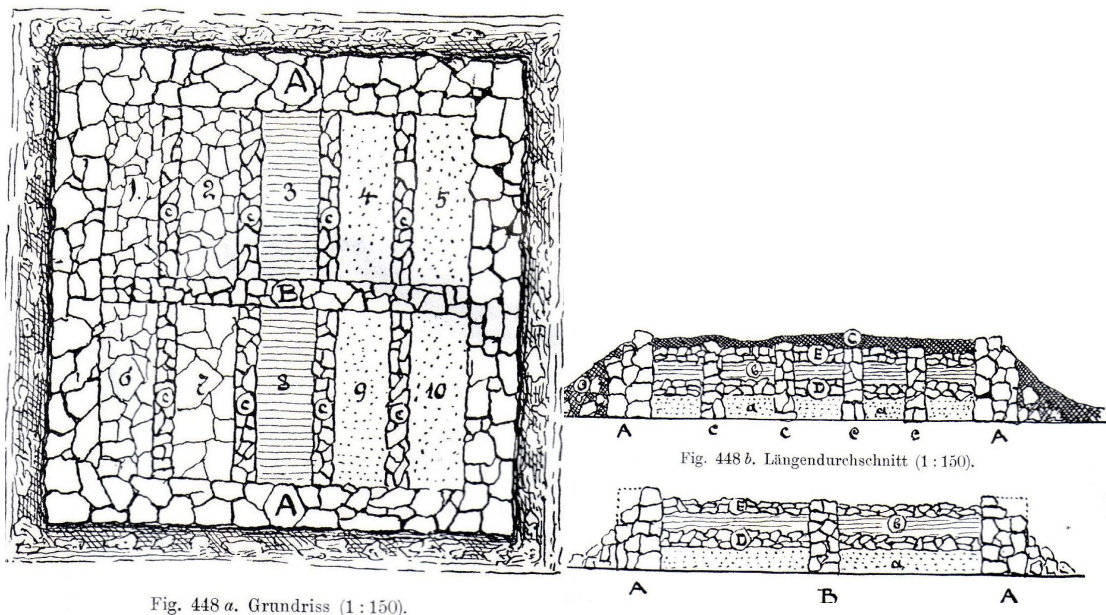 A
1 2 3 4 5
c c c c
B
6 7 8 9 10
c c c c
A
Fig. 448 a. Grundriss (1 : 150).
C
E
G
D
a a
A c c c c A
Fig. 448 b. Längendurchschnitt (1 : 150).
E
G
D
a
A B A